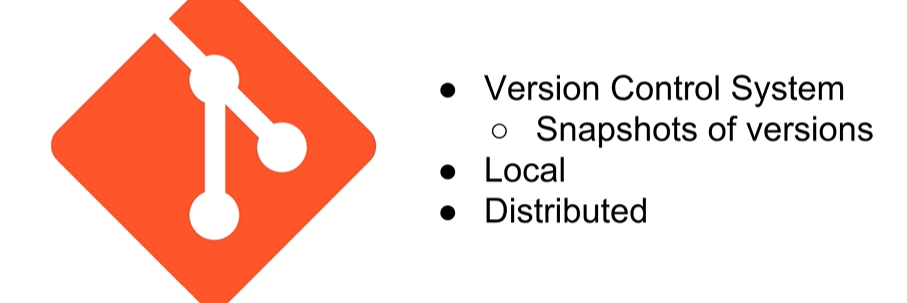 ● Version Control System
○ Snapshots of versions
● Local
● Distributed